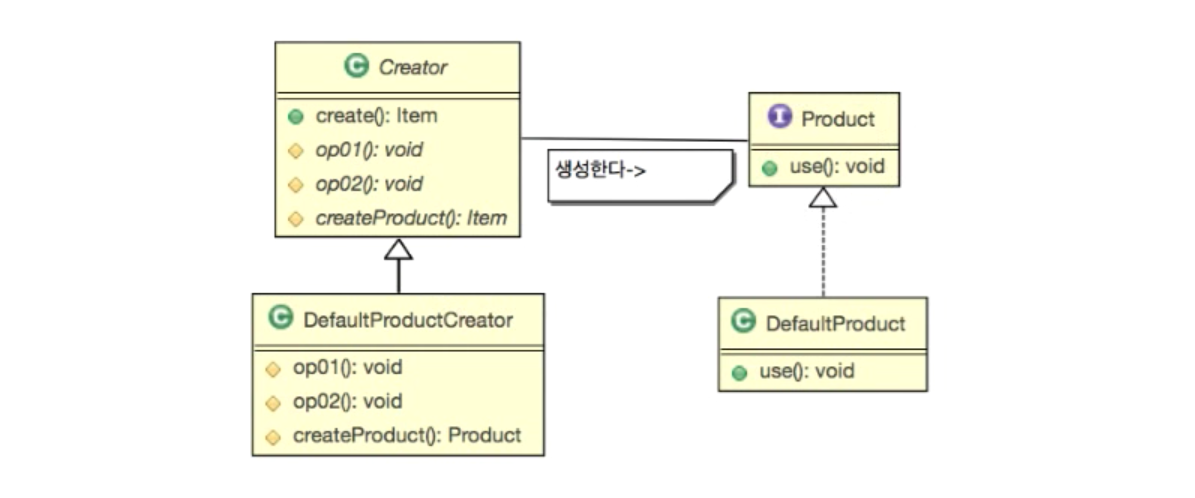 C Creator
create(): Item
op01(): void
op02(): void
createProduct(): Item
생성한다->
I Product
use(): void
C DefaultProductCreator
op01(): void
op02(): void
createProduct(): Product
C DefaultProduct
use(): void